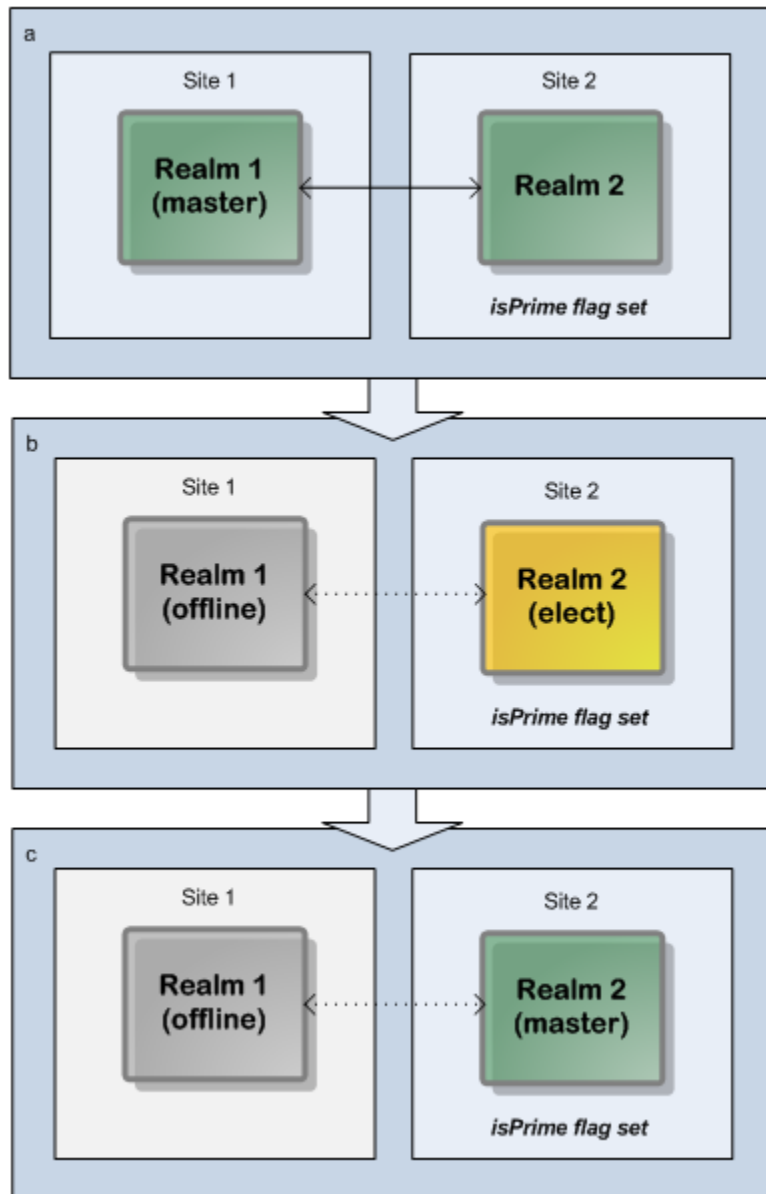 a
Site 1
Site 2
Realm 1
(master)
Realm 2
isPrime flag set
b
Site 1
Site 2
Realm 1
(offline)
Realm 2
(elect)
isPrime flag set
c
Site 1
Site 2
Realm 1
(offline)
Realm 2
(master)
isPrime flag set